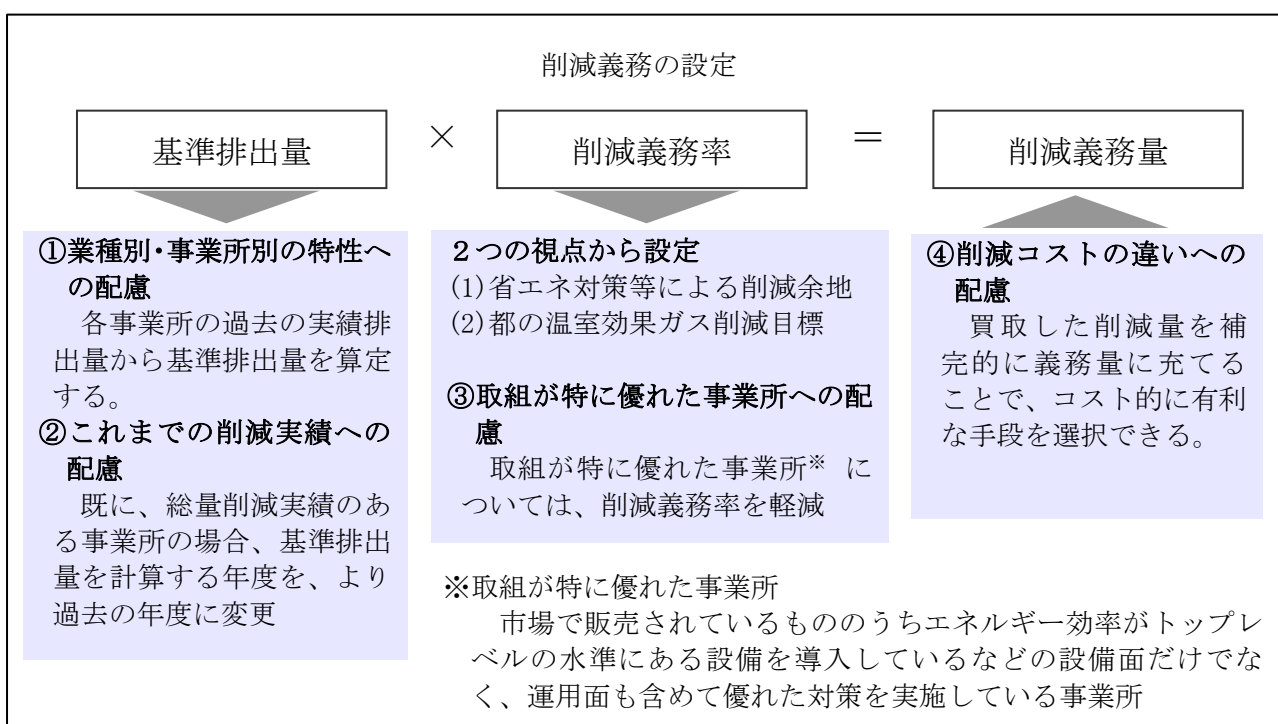 削減義務の設定
基準排出量
×
削減義務率
＝
削減義務量
①業種別・事業所別の特性へ
の配慮
各事業所の過去の実績排
出量から基準排出量を算定
する。
②これまでの削減実績への
配慮
既に、総量削減実績のあ
る事業所の場合、基準排出
量を計算する年度を、より
過去の年度に変更
２つの視点から設定
(1)省エネ対策等による削減余地
(2)都の温室効果ガス削減目標
③取組が特に優れた事業所への配
慮
取組が特に優れた事業所※ に
ついては、削減義務率を軽減
④削減コストの違いへの
配慮
買取した削減量を補
完的に義務量に充てる
ことで、コスト的に有利
な手段を選択できる。
※取組が特に優れた事業所
市場で販売されているもののうちエネルギー効率がトップレ
ベルの水準にある設備を導入しているなどの設備面だけでな
く、運用面も含めて優れた対策を実施している事業所